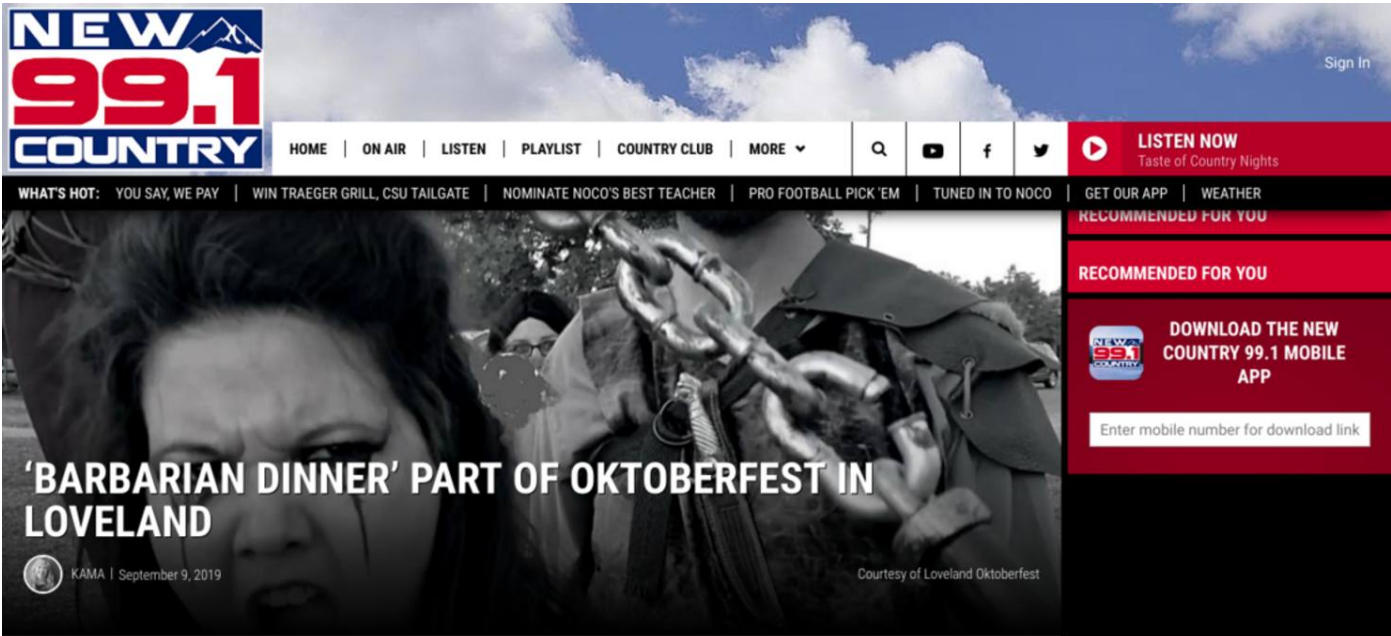 NEW
99.1
COUNTRY
Sign In
HOME | ON AIR | LISTEN | PLAYLIST | COUNTRY CLUB | MORE
LISTEN NOW
Taste of Country Nights
WHAT'S HOT: YOU SAY, WE PAY | WIN TRAEGER GRILL, CSU TAILGATE | NOMINATE NOCO'S BEST TEACHER | PRO FOOTBALL PICK 'EM | TUNED IN TO NOCO | GET OUR APP | WEATHER
RECOMMENDED FOR YOU
RECOMMENDED FOR YOU
NEW
99.1
COUNTRY
DOWNLOAD THE NEW
COUNTRY 99.1 MOBILE
APP
Enter mobile number for download link
‘BARBARIAN DINNER’ PART OF OKTOBERFEST IN
LOVELAND
KAMA | September 9, 2019
Courtesy of Loveland Oktoberfest